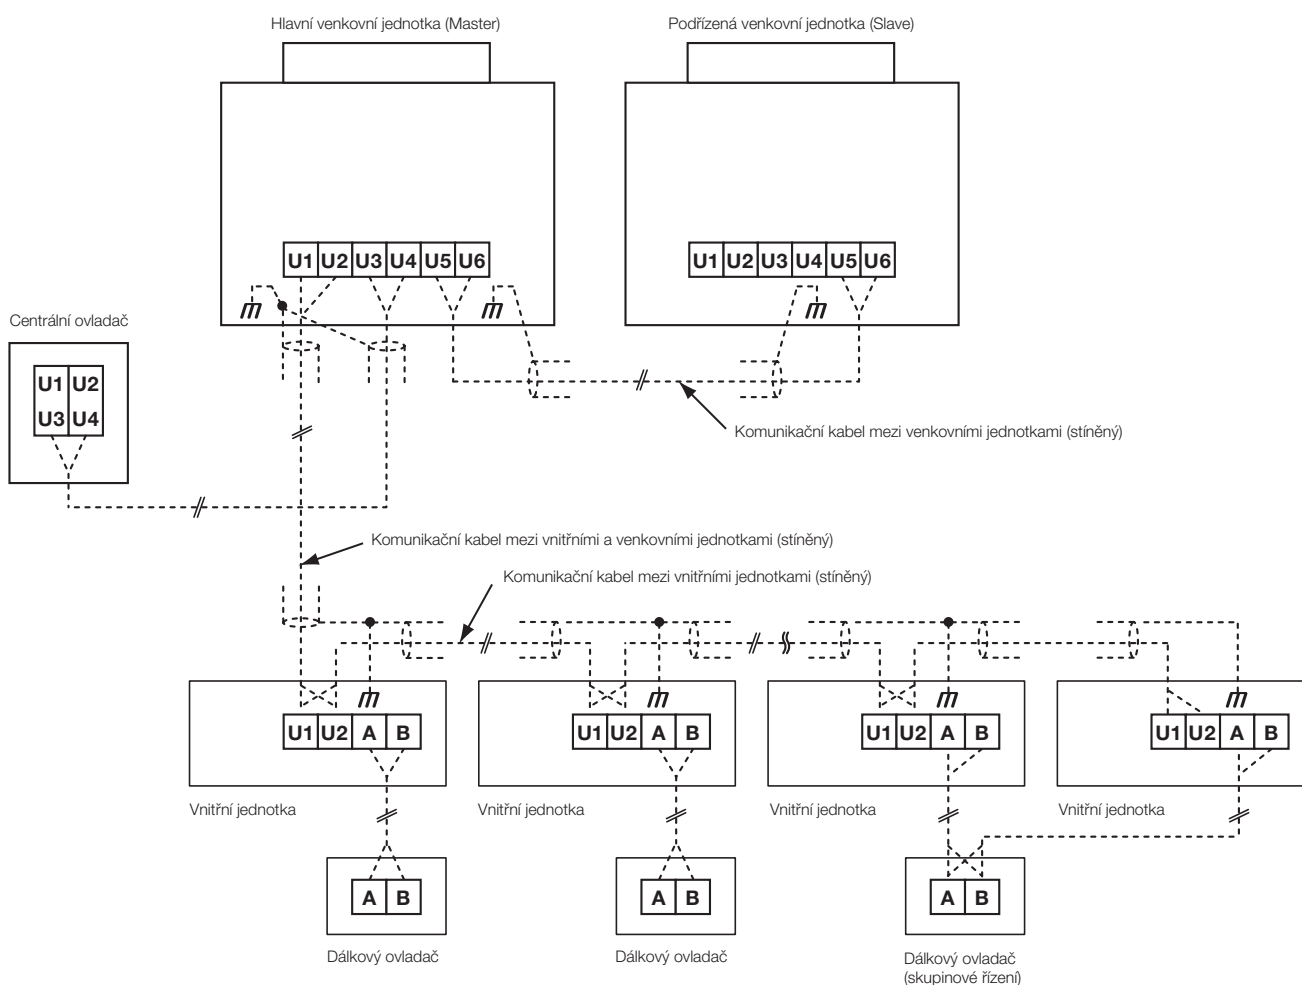 Hlavní venkovní jednotka (Master)
Podřízená venkovní jednotka (Slave)
U1 U2 U3 U4 U5 U6
U1 U2 U3 U4 U5 U6
Centrální ovladač
U1 U2
U3 U4
Komunikační kabel mezi venkovními jednotkami (stíněný)
Komunikační kabel mezi vnitřními a venkovními jednotkami (stíněný)
Komunikační kabel mezi vnitřními jednotkami (stíněný)
U1 U2 A B
U1 U2 A B
U1 U2 A B
U1 U2 A B
Vnitřní jednotka
Vnitřní jednotka
Vnitřní jednotka
Vnitřní jednotka
A B
A B
A B
Dálkový ovladač
Dálkový ovladač
Dálkový ovladač
(skupinové řízení)